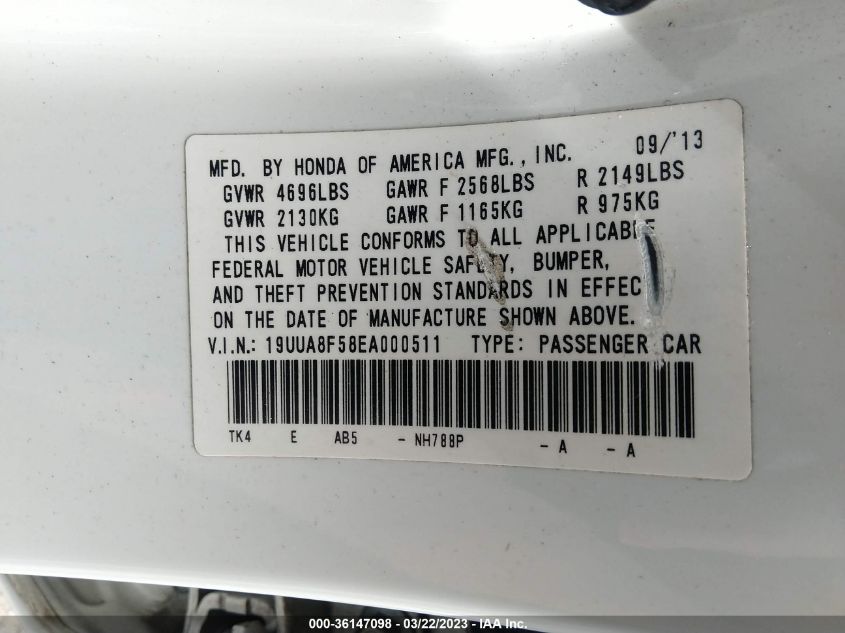 MFD. BY HONDA OF AMERICA MFG., INC. 09/'13
GVWR 4696LBS GAWR F 2568LBS R 2149LBS
GVWR 2130KG GAWR F 1165KG R 975KG
THIS VEHICLE CONFORMS TO ALL APPLICABLE
FEDERAL MOTOR VEHICLE SAFETY, BUMPER,
AND THEFT PREVENTION STANDARDS IN EFFEC
ON THE DATE OF MANUFACTURE SHOWN ABOVE.
V.I.N.: 19UUA8F58EA000511 TYPE: PASSENGER CAR
TK4 E AB5 - NH788P - A - A
000-36147098 - 03/22/2023 - IAA Inc.